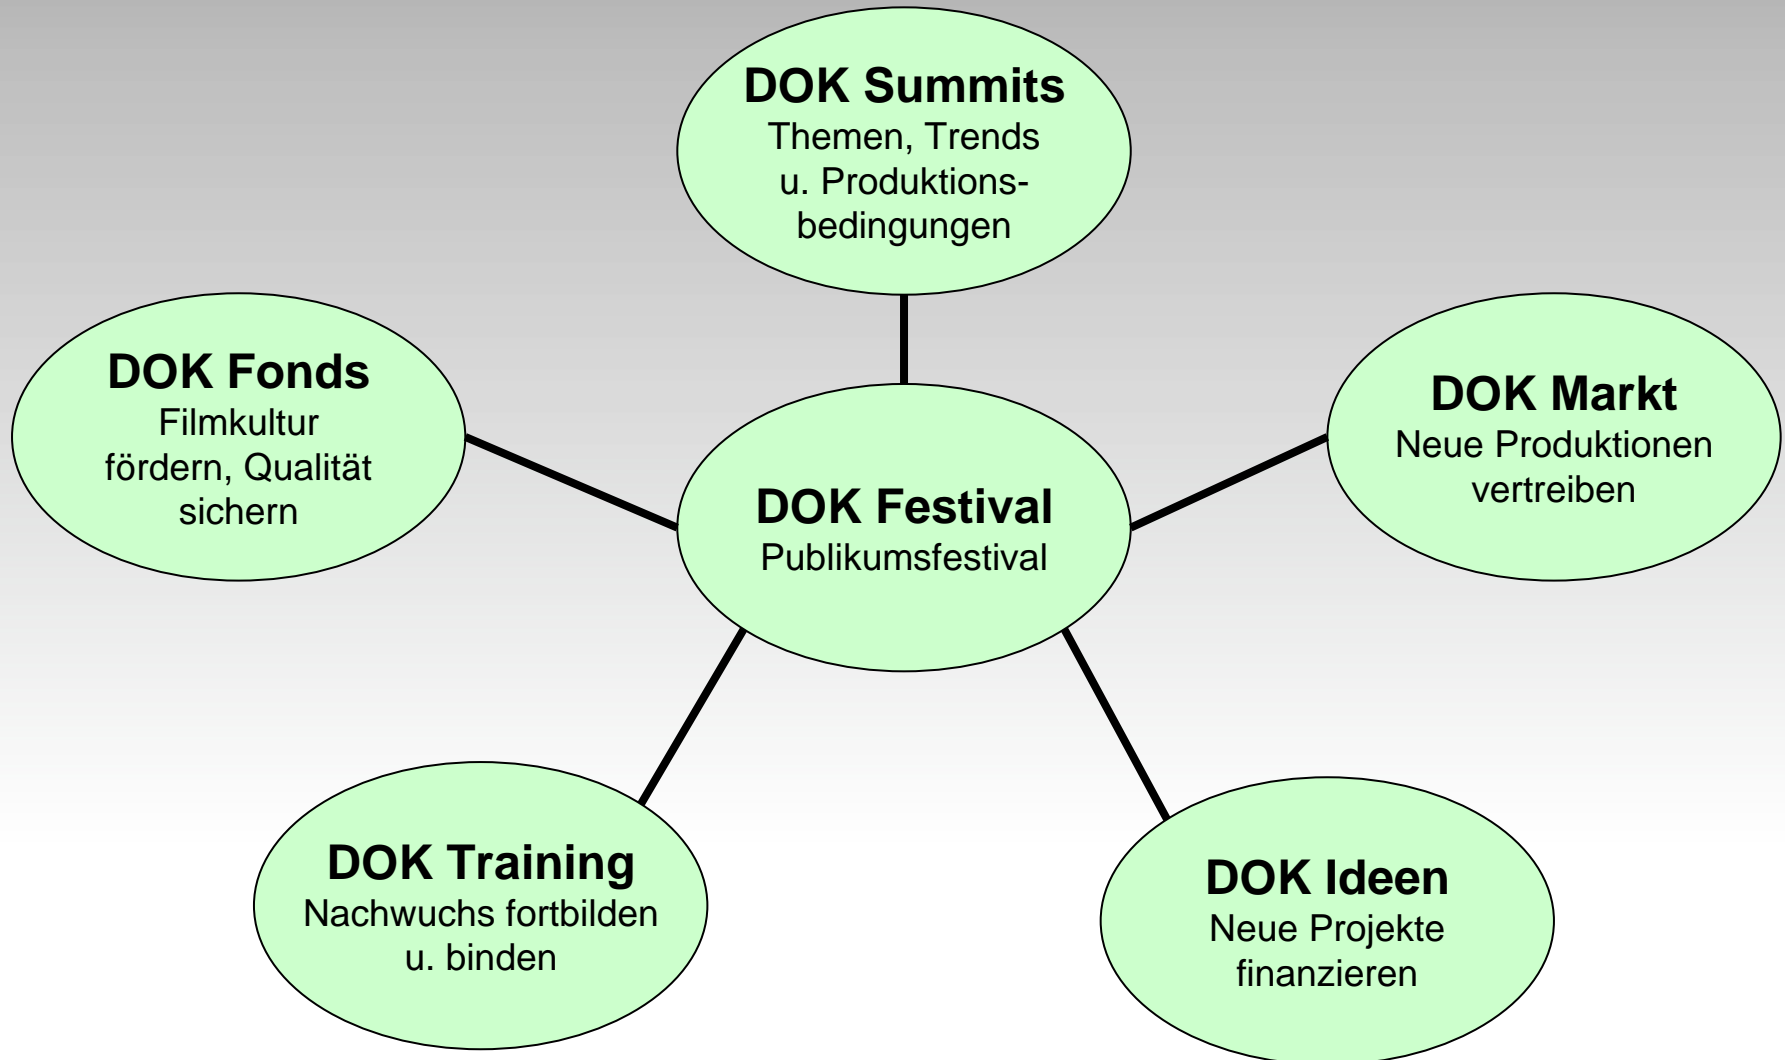 DOK Summits
Themen, Trends
u. Produktions-
bedingungen
DOK Fonds
Filmkultur
fördern, Qualität
sichern
DOK Markt
Neue Produktionen
vertreiben
DOK Festival
Publikumsfestival
DOK Training
Nachwuchs fortbilden
u. binden
DOK Ideen
Neue Projekte
finanzieren